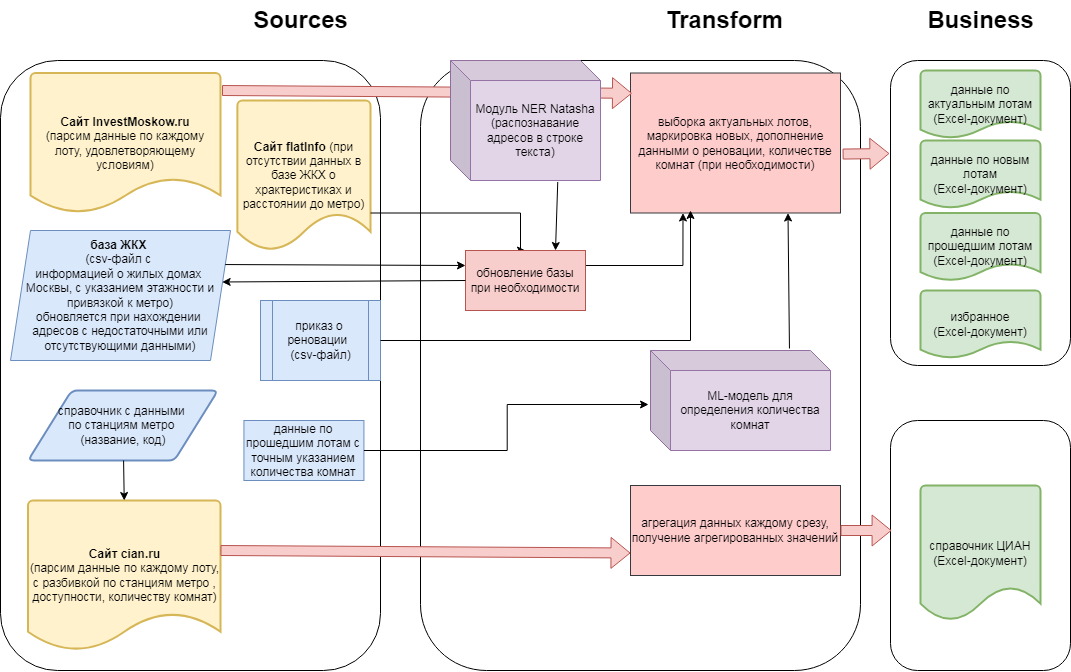 Sources
Transform
Business
Сайт InvestMoskow.ru
(парсим данные по каждому
лоту, удовлетворяющему
условиям)
Сайт flatInfo (при
отсутствии данных в
базе ЖКХ о
храктеристиках и
расстоянии до метро)
база ЖКХ
(csv-файл с
информацией о жилых домах
Москвы, с указанием этажности и
привязкой к метро)
обновляется при нахождении
адресов с недостаточными или
отсутствующими данными)
приказ о
реновации
(csv-файл)
справочник с данными
по станциям метро
(название, код)
данные по
прошедшим лотам с
точным указанием
количества комнат
Сайт cian.ru
(парсим данные по каждому лоту,
с разбивкой по станциям метро ,
доступности, количеству комнат)
Модуль NER Natasha
(распознавание
адресов в строке
текста)
выборка актуальных лотов,
маркировка новых, дополнение
данными о реновации, количестве
комнат (при необходимости)
обновление базы
при необходимости
ML-модель для
определения количества
комнат
агрегация данных каждому срезу,
получение агрегированных значений
данные по
актуальным лотам
(Excel-документ)
данные по новым
лотам
(Excel-документ)
данные по
прошедшим лотам
(Excel-документ)
избранное
(Excel-документ)
справочник ЦИАН
(Excel-документ)